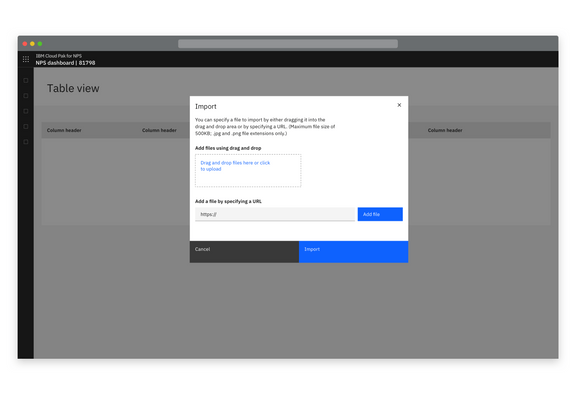 IBM Cloud Pak for NPS
NPS dashboard | 81798
Table view
Column header
Column header
Column header
Import
You can specify a file to import by either dragging it into the
drag and drop area or by specifying a URL. (Maximum file size of
500KB; .jpg and .png file extensions only.)
Add files using drag and drop
Drag and drop files here or click
to upload
Add a file by specifying a URL
https://
Add file
Cancel
Import